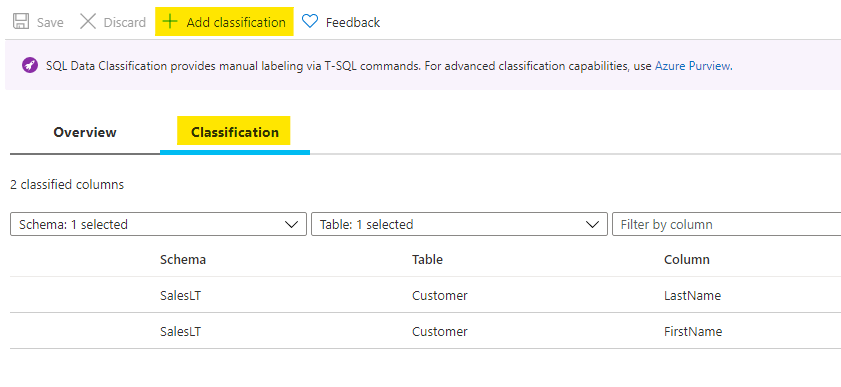 Save Discard Add classification Feedback
SQL Data Classification provides manual labeling via T-SQL commands. For advanced classification capabilities, use Azure Purview.
Overview Classification
2 classified columns
Schema: 1 selected Table: 1 selected Filter by column
Schema Table Column
SalesLT Customer LastName
SalesLT Customer FirstName